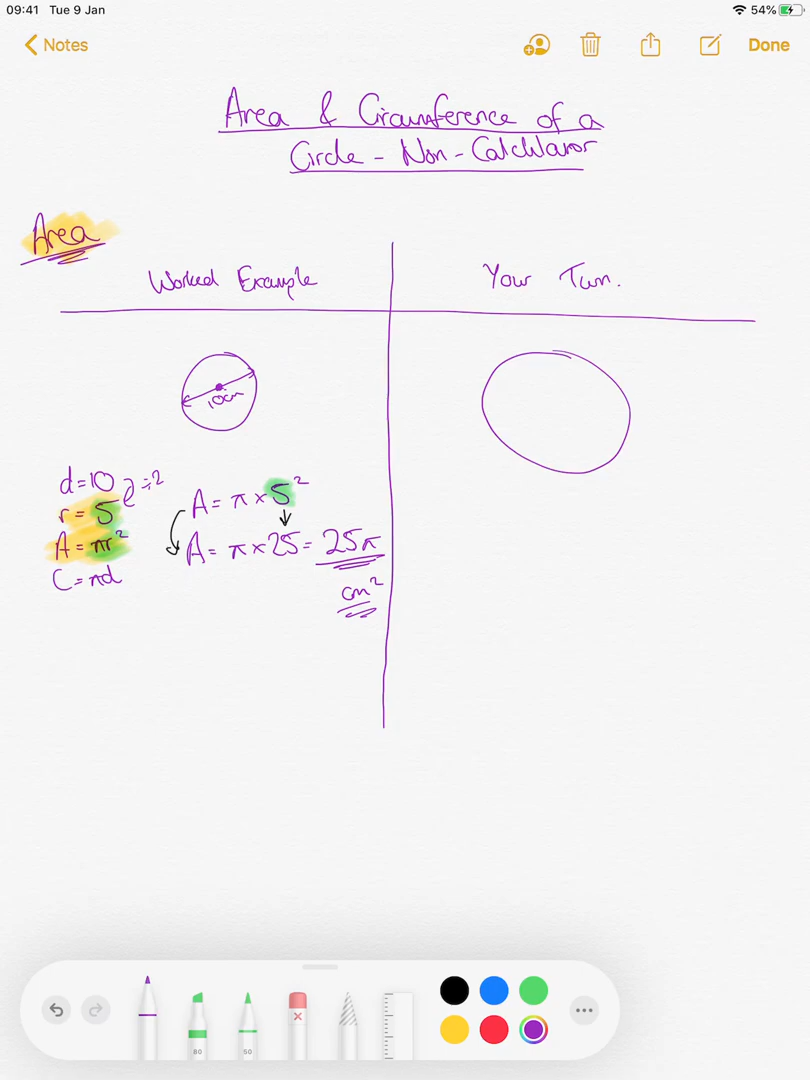 09:41 Tue 9 Jan
54%
Notes
Done
Area & Circumference of a
Circle - Non - Calculator
Area
Worked Example
Your Turn.
10cm
d=10
÷2
r = 5
A = πr²
C=πd
A = π × 5²
A = π × 25 = 25π
cm²
80
50